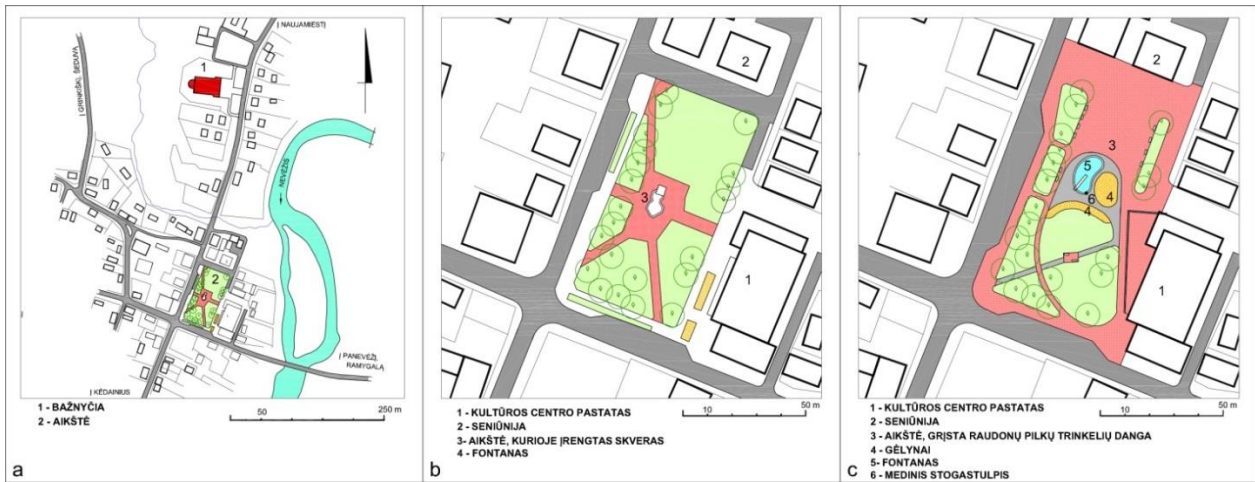 Į NAUJAMIESTĮ
Į GRINKIŠKĮ, ŠEDUVĄ
1
NEVĖŽIS
2
Į PANEVĖŽĮ,
RAMYGALĄ
Į KĖDAINIUS
1 - BAŽNYČIA
2 - AIKŠTĖ
50 250 m
a
2
3
1
1 - KULTŪROS CENTRO PASTATAS
2 - SENIŪNIJA
3- AIKŠTĖ, KURIOJE ĮRENGTAS SKVERAS
4 - FONTANAS
10 50 m
b
2
3
5
4
6
4
1
1 - KULTŪROS CENTRO PASTATAS
2 - SENIŪNIJA
3 - AIKŠTĖ, GRĮSTA RAUDONŲ PILKŲ TRINKELIŲ DANGA
4 - GĖLYNAI
5- FONTANAS
6 - MEDINIS STOGASTULPIS
10 50 m
c